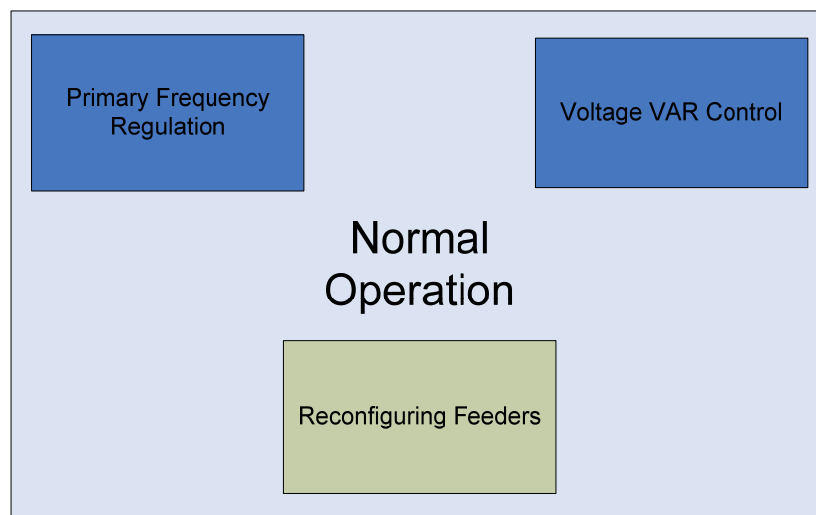 Primary Frequency
Regulation
Voltage VAR Control
Normal
Operation
Reconfiguring Feeders